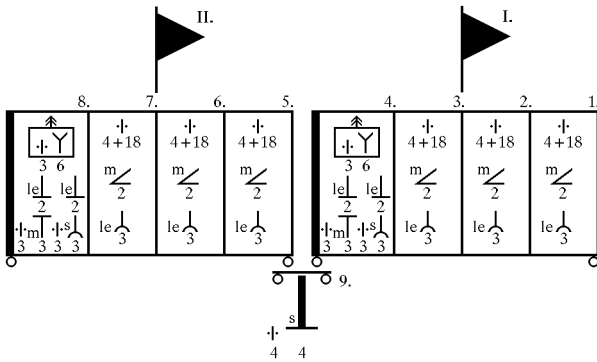 II. I.
8. 7. 6. 5. 4. 3. 2. 1.
4+18 4+18 4+18 4+18 4+18 4+18
3 6 3 6
m m m m m m
le le 2 2 2 le le 2 2 2
2 2 2 2
le le le le le le
m s 3 3 3 m s 3 3 3
3 3 3 3 3 3 3 3
9.
s
4 4